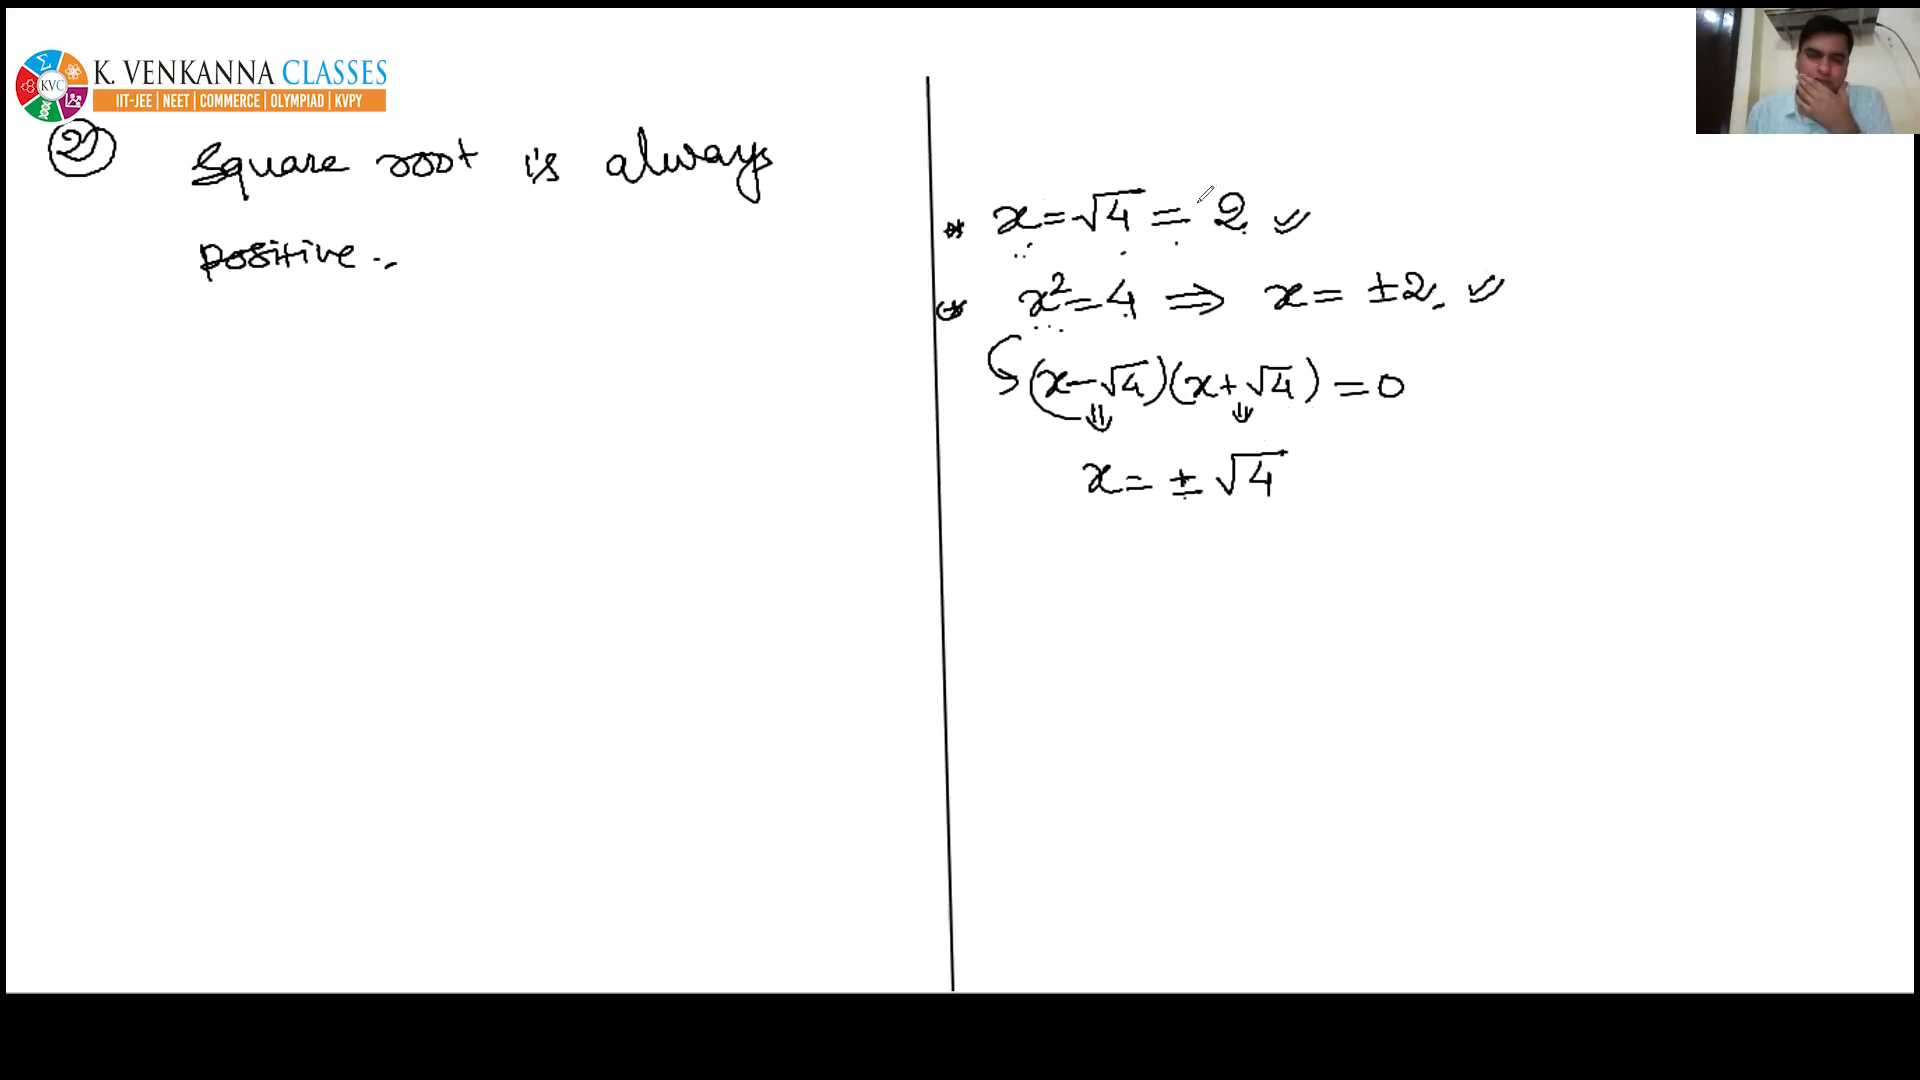 K. VENKANNA CLASSES
KVC
IIT-JEE | NEET | COMMERCE | OLYMPIAD | KVPY
2) Square root is always
positive.
* x = √4 = 2
* x² = 4 ⇒ x = ±2.
(x-√4)(x+√4) = 0
x = ± √4